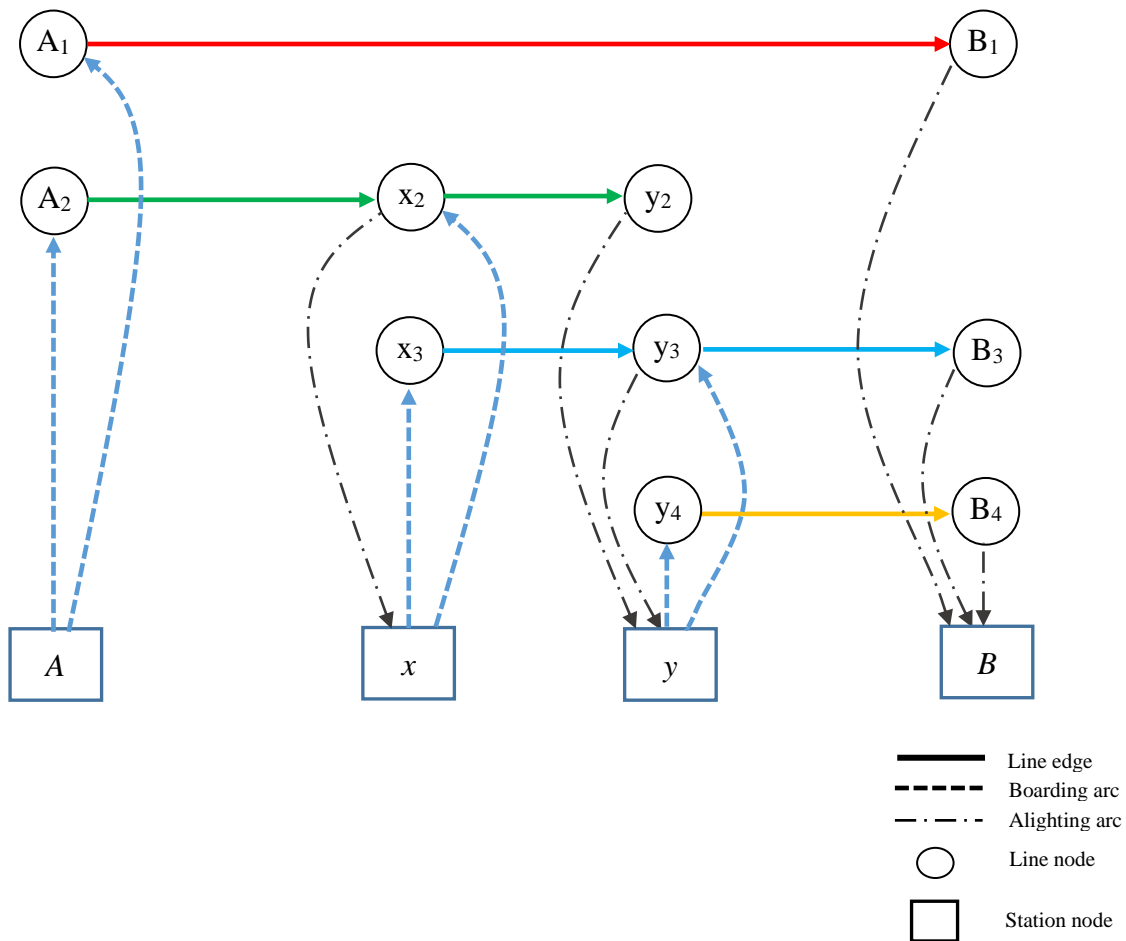 A1 B1
A2 x2 y2
x3 y3 B3
y4 B4
A x y B
Line edge
Boarding arc
Alighting arc
Line node
Station node